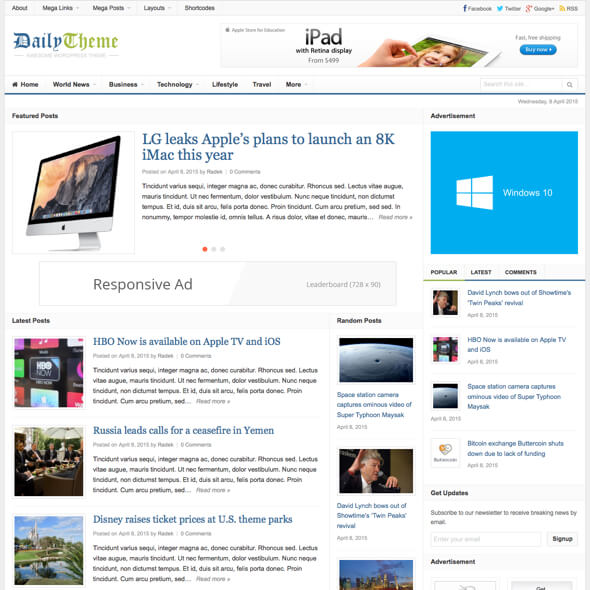 About Mega Links Mega Posts Layouts Shortcodes
Facebook Twitter Google+ RSS
DailyTheme
AWESOME WORDPRESS THEME
Apple Store for Education
iPad
with Retina display
From S499
Fast, free shipping
Buy now
Home World News Business Technology Lifestyle Travel More
Search this site
Wednesday, 8 April 2015
Featured Posts
LG leaks Apple's plans to launch an 8K
iMac this year
Posted on April 8, 2015 by Radek | 0 Comments
Tincidunt varius sequi, integer magna ac, donec curabitur. Rhoncus sed. Lectus vitae augue,
mauris tincidunt. Ut nec fermentum, dolor vestibulum. Nunc neque tincidunt, non dictumst
tempus. Et id, duis sit arcu, felis porta donec. Proin tincidunt. Cum arcu pretium, sed sed. In
nonummy, tempor molestie id, omnis tellus. A risus dolor, vitae et donec, mauris… Read more »
Advertisement
Windows 10
Responsive Ad
Leaderboard (728 x 90)
POPULAR LATEST COMMENTS
David Lynch bows out of Showtime's
'Twin Peaks' revival
April 8, 2015
HBO Now is available on Apple TV
and iOS
April 8, 2015
Space station camera captures
ominous video of Super Typhoon
Maysak
April 8, 2015
Buttercoin
Bitcoin exchange Buttercoin shuts
down due to lack of funding
April 8, 2015
Latest Posts
HBO NOW
HBO Now is available on Apple TV and iOS
Posted on April 8, 2015 by Radek | 0 Comments
Tincidunt varius sequi, integer magna ac, donec curabitur. Rhoncus sed. Lectus
vitae augue, mauris tincidunt. Ut nec fermentum, dolor vestibulum. Nunc neque
tincidunt, non dictumst tempus. Et id, duis sit arcu, felis porta donec. Proin
tincidunt. Cum arcu pretium, sed… Read more »
Russia leads calls for a ceasefire in Yemen
Posted on April 8, 2015 by Radek | 0 Comments
Tincidunt varius sequi, integer magna ac, donec curabitur. Rhoncus sed. Lectus
vitae augue, mauris tincidunt. Ut nec fermentum, dolor vestibulum. Nunc neque
tincidunt, non dictumst tempus. Et id, duis sit arcu, felis porta donec. Proin
tincidunt. Cum arcu pretium, sed… Read more »
Disney raises ticket prices at U.S. theme parks
Posted on April 8, 2015 by Radek | 0 Comments
Tincidunt varius sequi, integer magna ac, donec curabitur. Rhoncus sed. Lectus
vitae augue, mauris tincidunt. Ut nec fermentum, dolor vestibulum. Nunc neque
tincidunt, non dictumst tempus. Et id, duis sit arcu, felis porta donec. Proin
tincidunt. Cum arcu pretium, sed… Read more »
Random Posts
Space station camera
captures ominous video of
Super Typhoon Maysak
April 8, 2015
David Lynch bows out of
Showtime's 'Twin Peaks'
revival
April 8, 2015
Get Updates
Subscribe to our newsletter to receive breaking news by
email.
Enter your email
Signup
Advertisement
Get